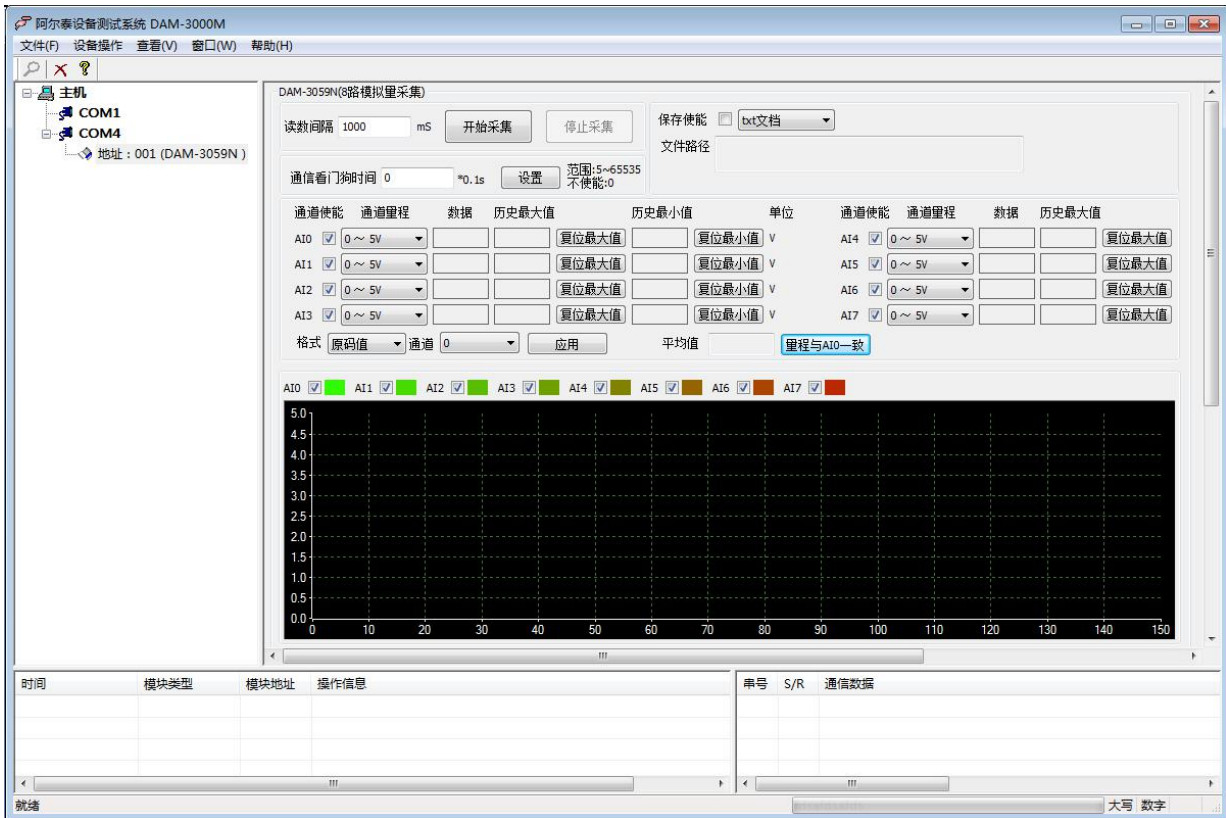 阿尔泰设备测试系统 DAM-3000M
文件(F) 设备操作 查看(V) 窗口(W) 帮助(H)
主机
COM1
COM4
地址：001 (DAM-3059N )
DAM-3059N(8路模拟量采集)
读数间隔 1000 mS 开始采集 停止采集
保存使能 txt文档
文件路径
通信看门狗时间 0 *0.1s 设置 范围:5~65535
不使能:0
通道使能 通道里程 数据 历史最大值 历史最小值 单位 通道使能 通道里程 数据 历史最大值
AI0 0～ 5V 复位最大值 复位最小值 V AI4 0～ 5V 复位最大值
AI1 0～ 5V 复位最大值 复位最小值 V AI5 0～ 5V 复位最大值
AI2 0～ 5V 复位最大值 复位最小值 V AI6 0～ 5V 复位最大值
AI3 0～ 5V 复位最大值 复位最小值 V AI7 0～ 5V 复位最大值
格式 原码值 通道 0 应用 平均值 里程与AI0一致
AI0 AI1 AI2 AI3 AI4 AI5 AI6 AI7
5.0
4.5
4.0
3.5
3.0
2.5
2.0
1.5
1.0
0.5
0.0
0 10 20 30 40 50 60 70 80 90 100 110 120 130 140 150
时间 模块类型 模块地址 操作信息
串号 S/R 通信数据
就绪 大写 数字